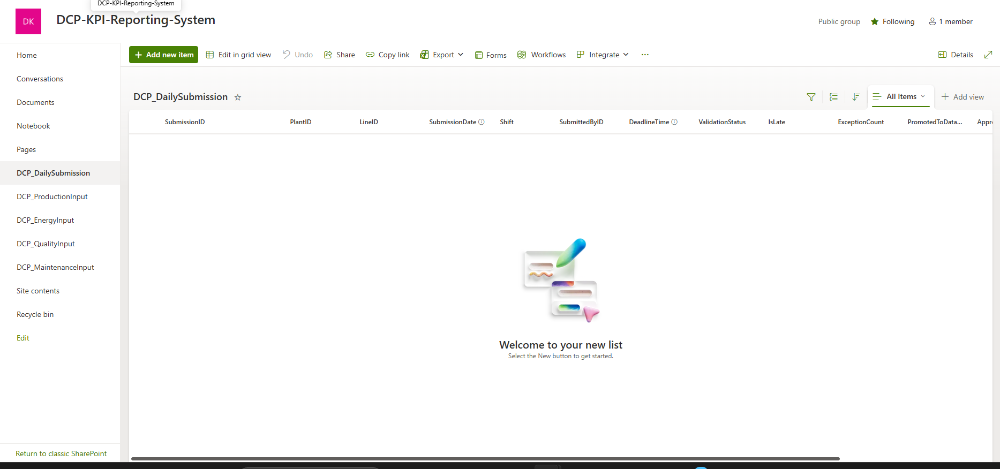 DCP-KPI-Reporting-System
DK
DCP-KPI-Reporting-System
Public group
Following
1 member
Home
Conversations
Documents
Notebook
Pages
DCP_DailySubmission
DCP_ProductionInput
DCP_EnergyInput
DCP_QualityInput
DCP_MaintenanceInput
Site contents
Recycle bin
Edit
Return to classic SharePoint
+ Add new item
Edit in grid view
Undo
Share
Copy link
Export
Forms
Workflows
Integrate
...
Details
DCP_DailySubmission
All Items
+ Add view
SubmissionID
PlantID
LineID
SubmissionDate
Shift
SubmittedByID
DeadlineTime
ValidationStatus
IsLate
ExceptionCount
PromotedToData...
Appr
Welcome to your new list
Select the New button to get started.